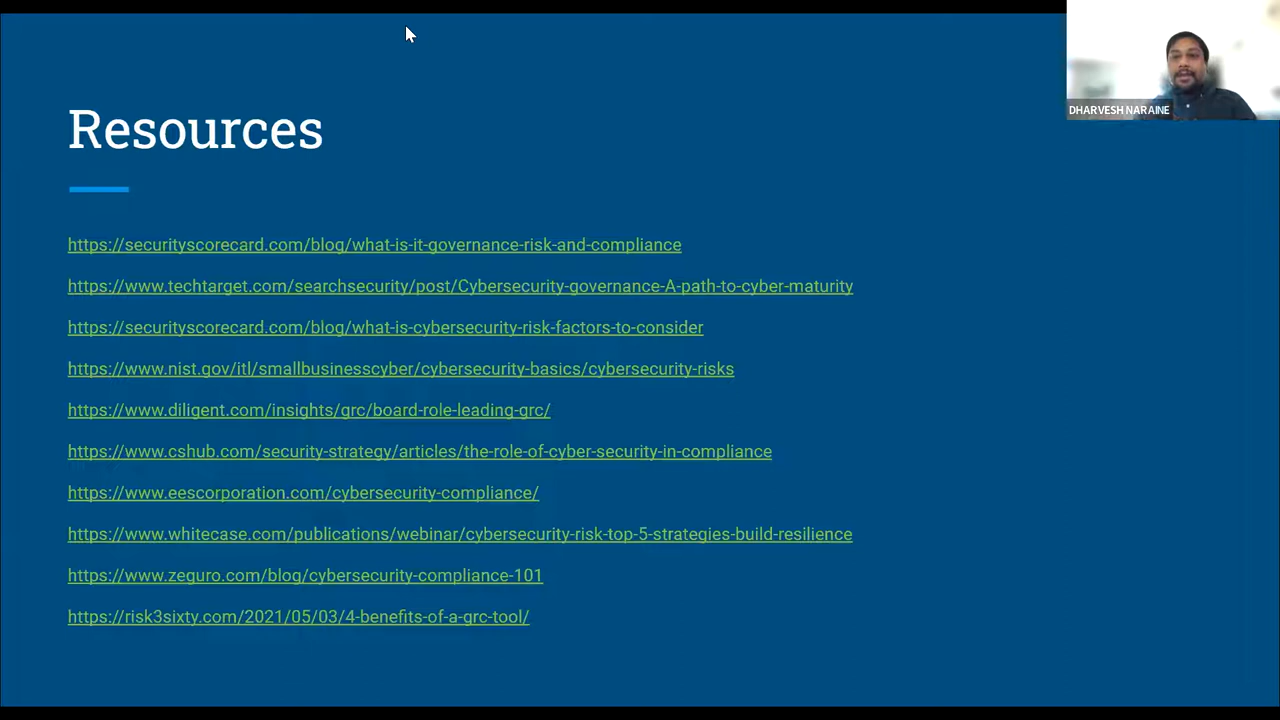 DHARVESH NARAINE
Resources
https://securityscorecard.com/blog/what-is-it-governance-risk-and-compliance
https://www.techtarget.com/searchsecurity/post/Cybersecurity-governance-A-path-to-cyber-maturity
https://securityscorecard.com/blog/what-is-cybersecurity-risk-factors-to-consider
https://www.nist.gov/itl/smallbusinesscyber/cybersecurity-basics/cybersecurity-risks
https://www.diligent.com/insights/grc/board-role-leading-grc/
https://www.cshub.com/security-strategy/articles/the-role-of-cyber-security-in-compliance
https://www.eescorporation.com/cybersecurity-compliance/
https://www.whitecase.com/publications/webinar/cybersecurity-risk-top-5-strategies-build-resilience
https://www.zeguro.com/blog/cybersecurity-compliance-101
https://risk3sixty.com/2021/05/03/4-benefits-of-a-grc-tool/